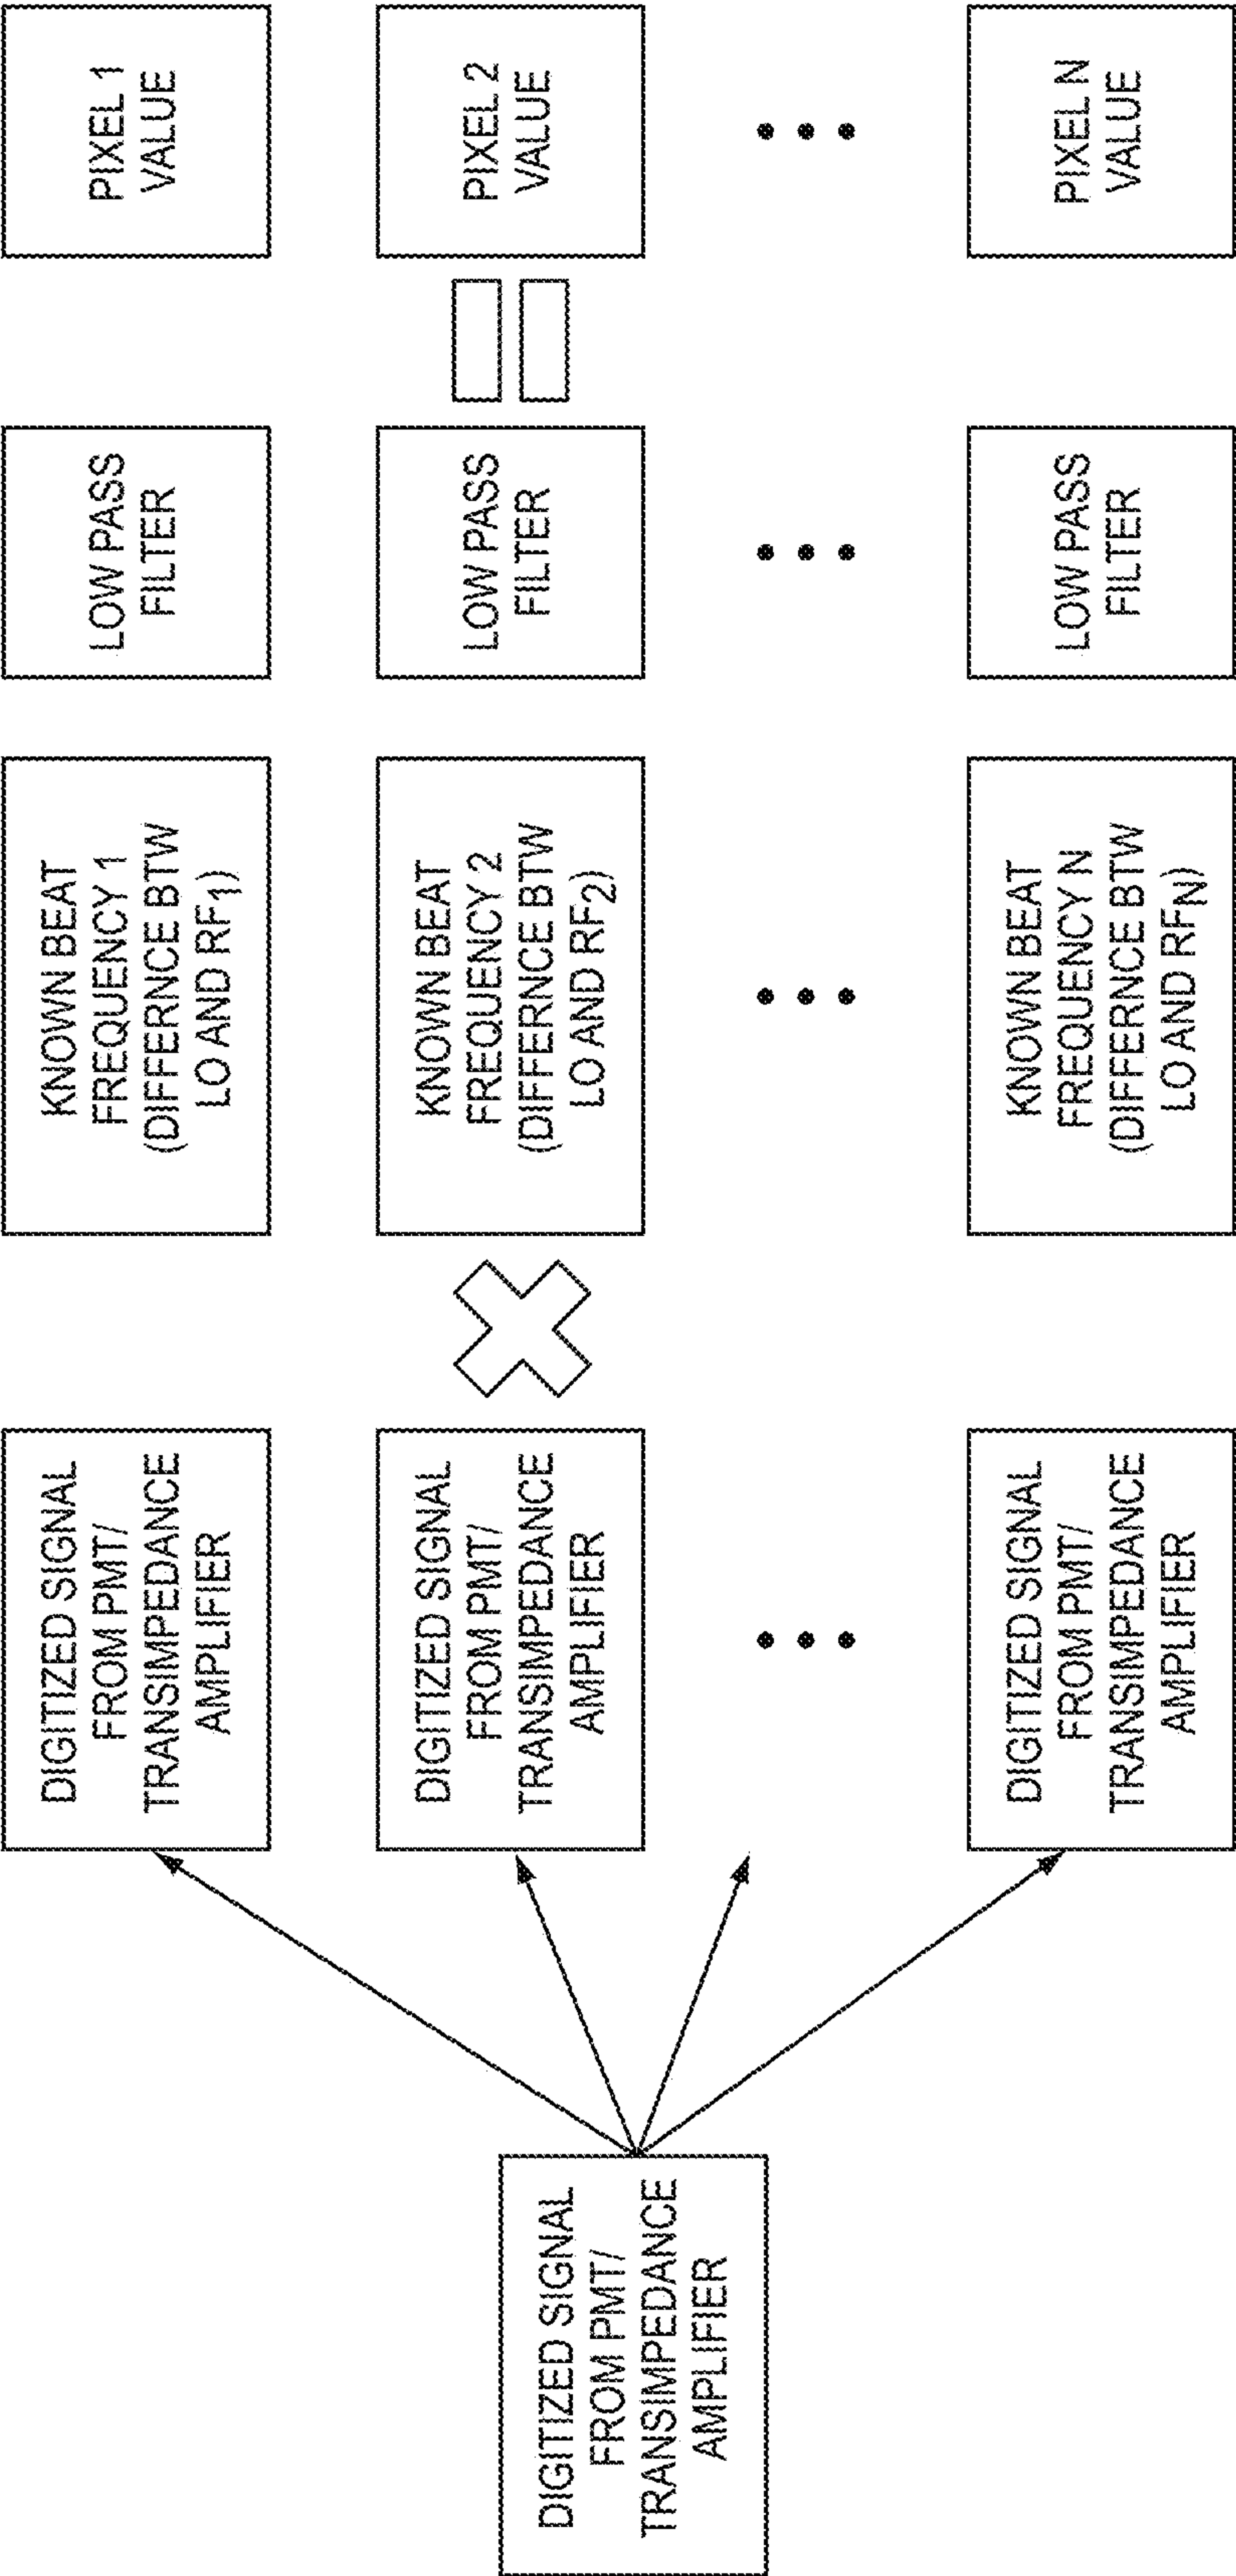 DIGITIZED SIGNAL
FROM PMT/
TRANSIMPEDANCE
AMPLIFIER
DIGITIZED SIGNAL
FROM PMT/
TRANSIMPEDANCE
AMPLIFIER
KNOWN BEAT
FREQUENCY 1
(DIFFERNCE BTW
LO AND RF₁)
LOW PASS
FILTER
PIXEL 1
VALUE
DIGITIZED SIGNAL
FROM PMT/
TRANSIMPEDANCE
AMPLIFIER
KNOWN BEAT
FREQUENCY 2
(DIFFERNCE BTW
LO AND RF₂)
LOW PASS
FILTER
PIXEL 2
VALUE
DIGITIZED SIGNAL
FROM PMT/
TRANSIMPEDANCE
AMPLIFIER
KNOWN BEAT
FREQUENCY N
(DIFFERNCE BTW
LO AND RF_N)
LOW PASS
FILTER
PIXEL N
VALUE